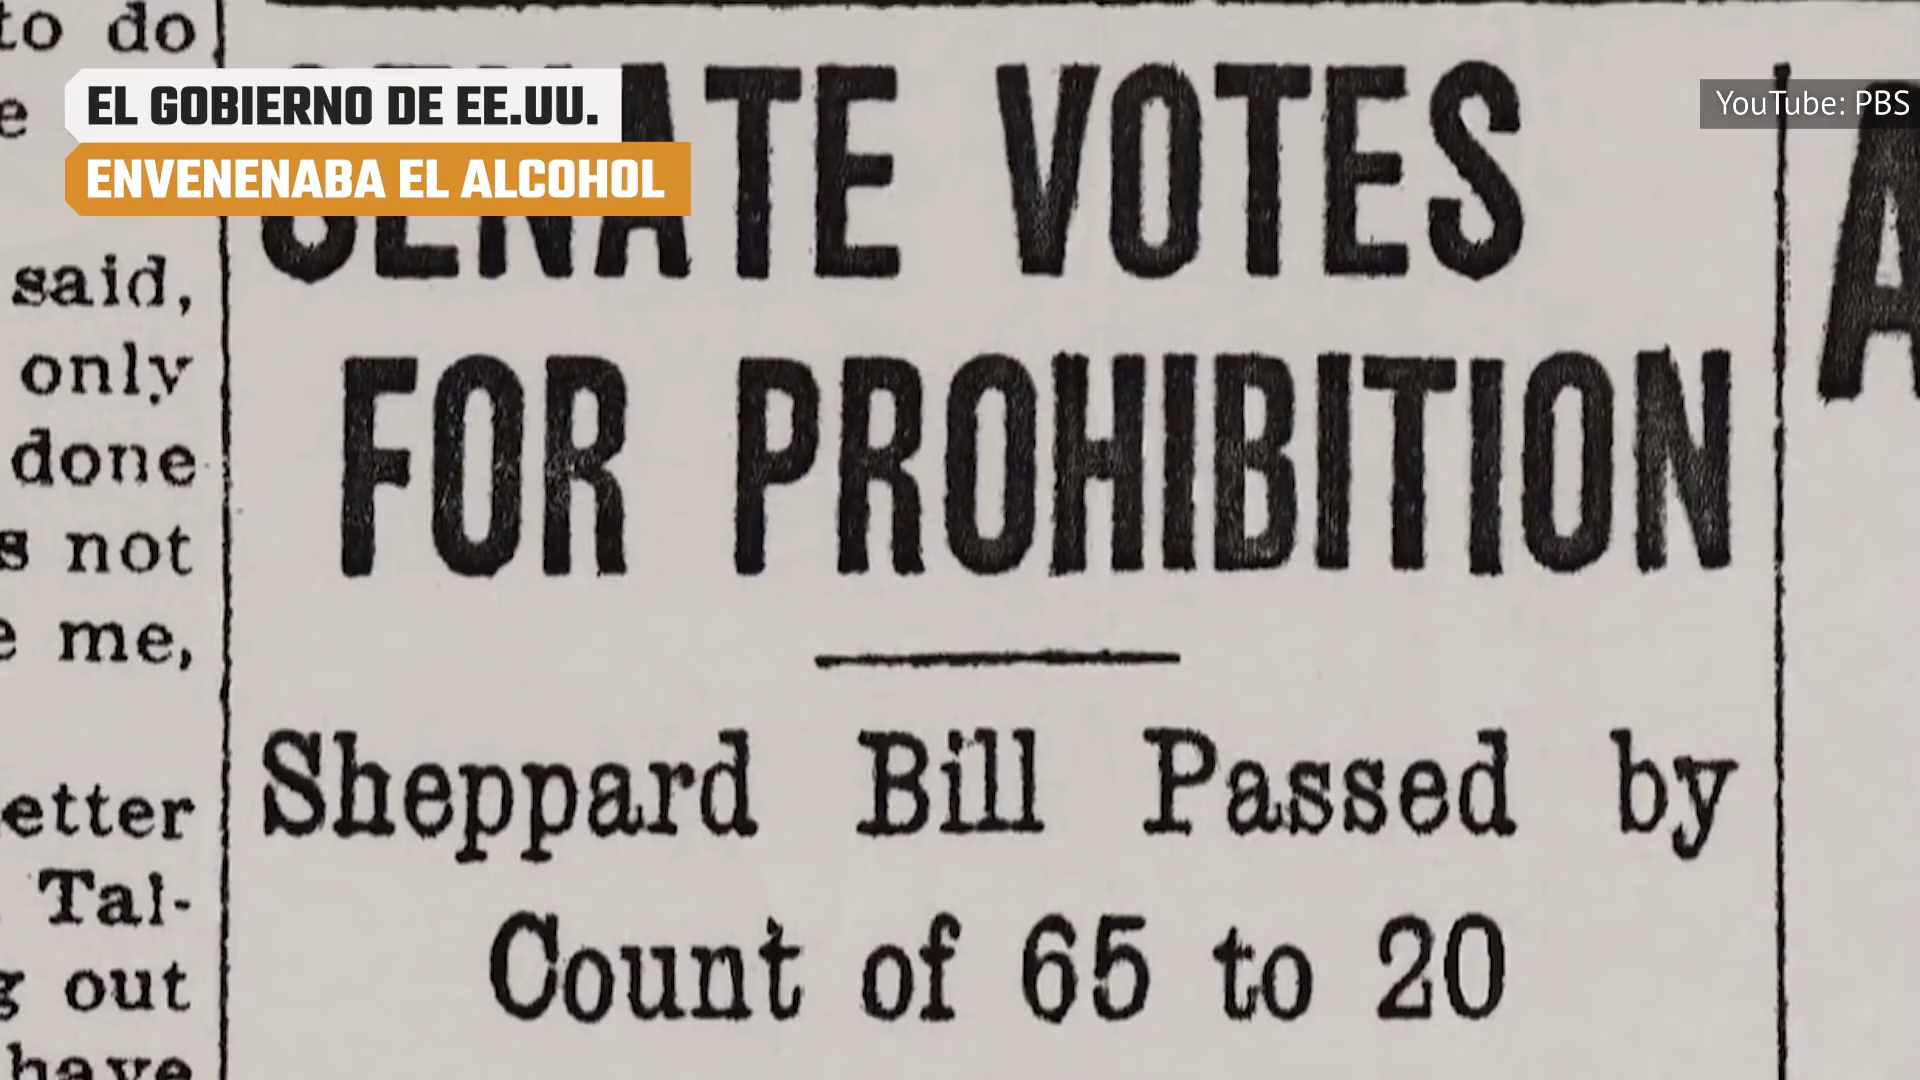 EL GOBIERNO DE EE.UU.
ENVENENABA EL ALCOHOL
YouTube: PBS
to do
e
said,
only
done
s not
e me,
etter
Tal-
g out
have
SENATE VOTES
FOR PROHIBITION
Sheppard Bill Passed by
Count of 65 to 20
A